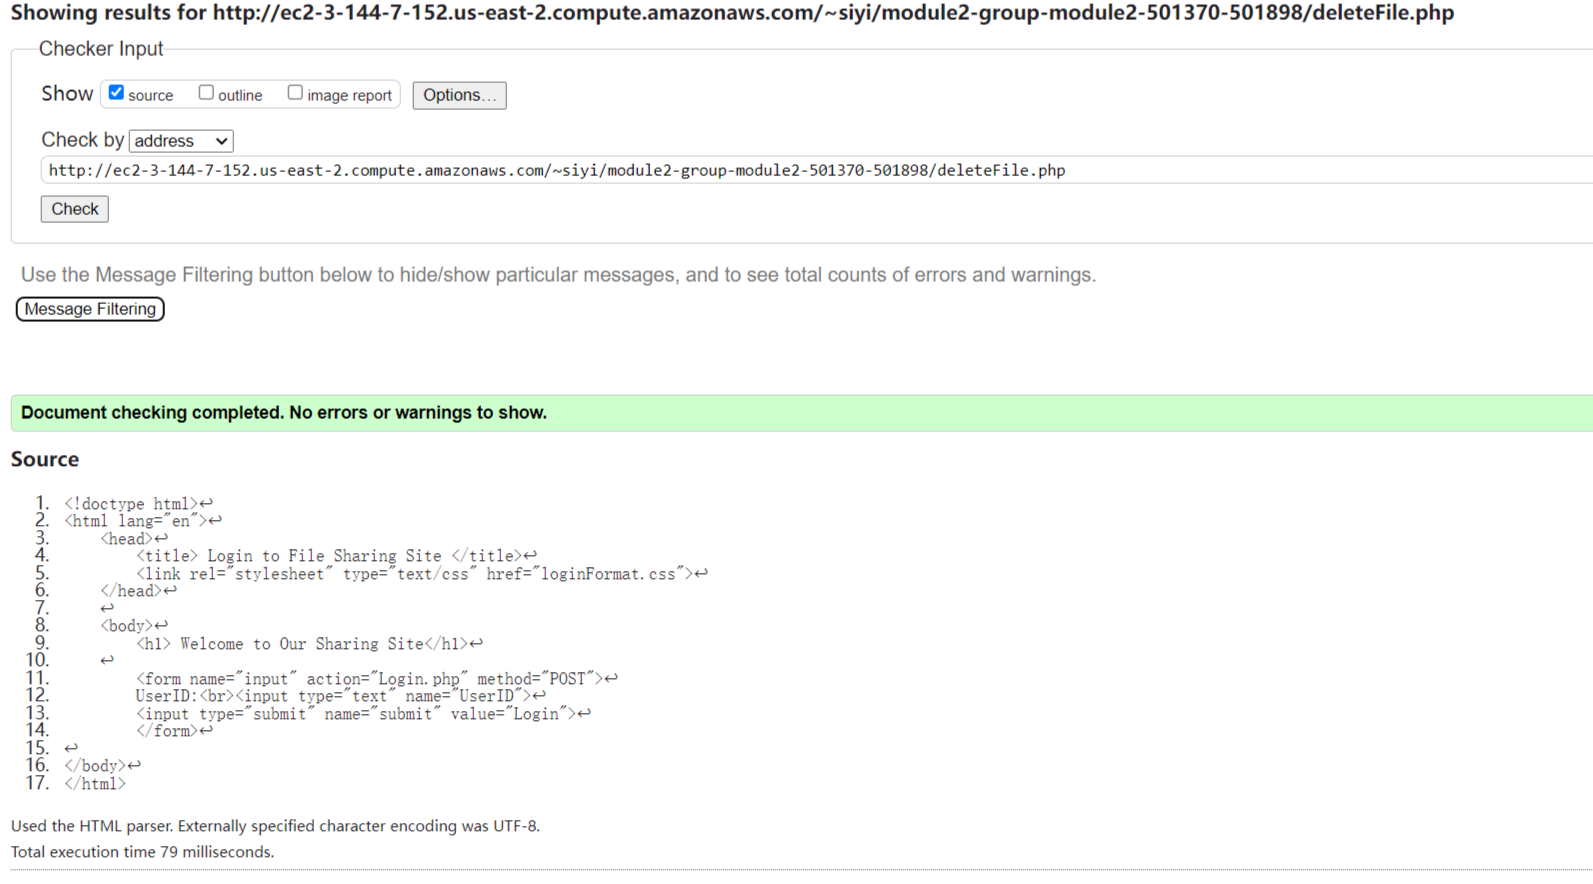 Showing results for http://ec2-3-144-7-152.us-east-2.compute.amazonaws.com/~siyi/module2-group-module2-501370-501898/deleteFile.php
Checker Input
Show source outline image report Options...
Check by address
http://ec2-3-144-7-152.us-east-2.compute.amazonaws.com/~siyi/module2-group-module2-501370-501898/deleteFile.php
Check
Use the Message Filtering button below to hide/show particular messages, and to see total counts of errors and warnings.
Message Filtering
Document checking completed. No errors or warnings to show.
Source
1. <!doctype html>↩
2. <html lang="en">↩
3.     <head>↩
4.         <title> Login to File Sharing Site </title>↩
5.         <link rel="stylesheet" type="text/css" href="loginFormat.css">↩
6.     </head>↩
7.     ↩
8.     <body>↩
9.         <h1> Welcome to Our Sharing Site</h1>↩
10.     ↩
11.         <form name="input" action="Login.php" method="POST">↩
12.         UserID:<br><input type="text" name="UserID">↩
13.         <input type="submit" name="submit" value="Login">↩
14.         </form>↩
15. ↩
16. </body>↩
17. </html>
Used the HTML parser. Externally specified character encoding was UTF-8.
Total execution time 79 milliseconds.